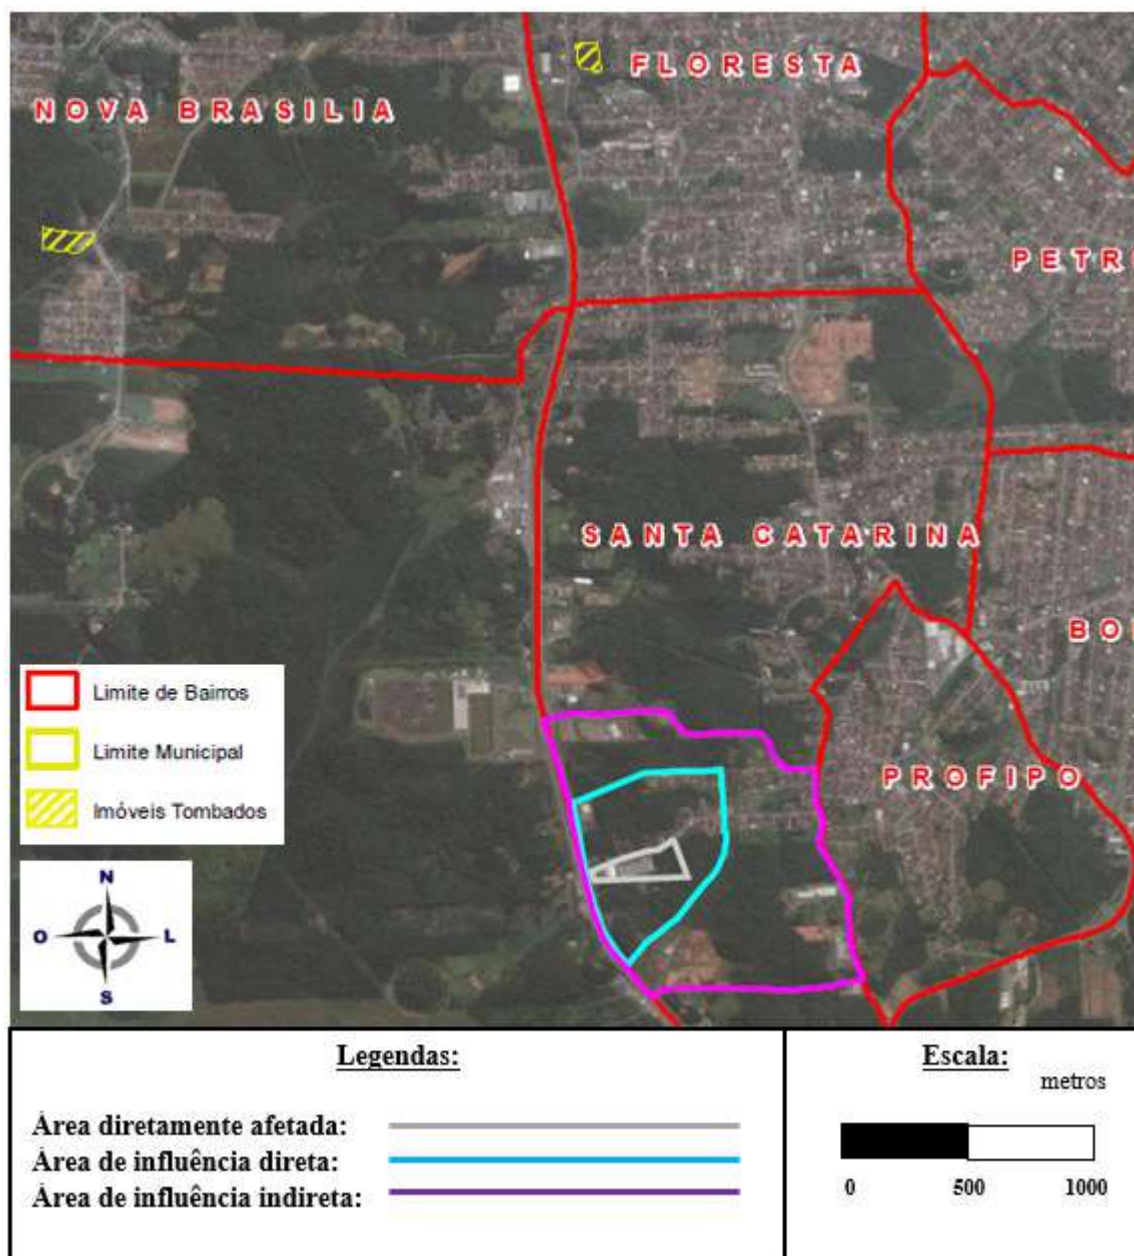 FLORESTA
NOVA BRASILIA
PETR
SANTA CATARINA
BO
PROFIPO
Limite de Bairros
Limite Municipal
Imóveis Tombados
N
O L
S
Legendas:
Área diretamente afetada:
Área de influência direta:
Área de influência indireta:
Escala:
metros
0 500 1000